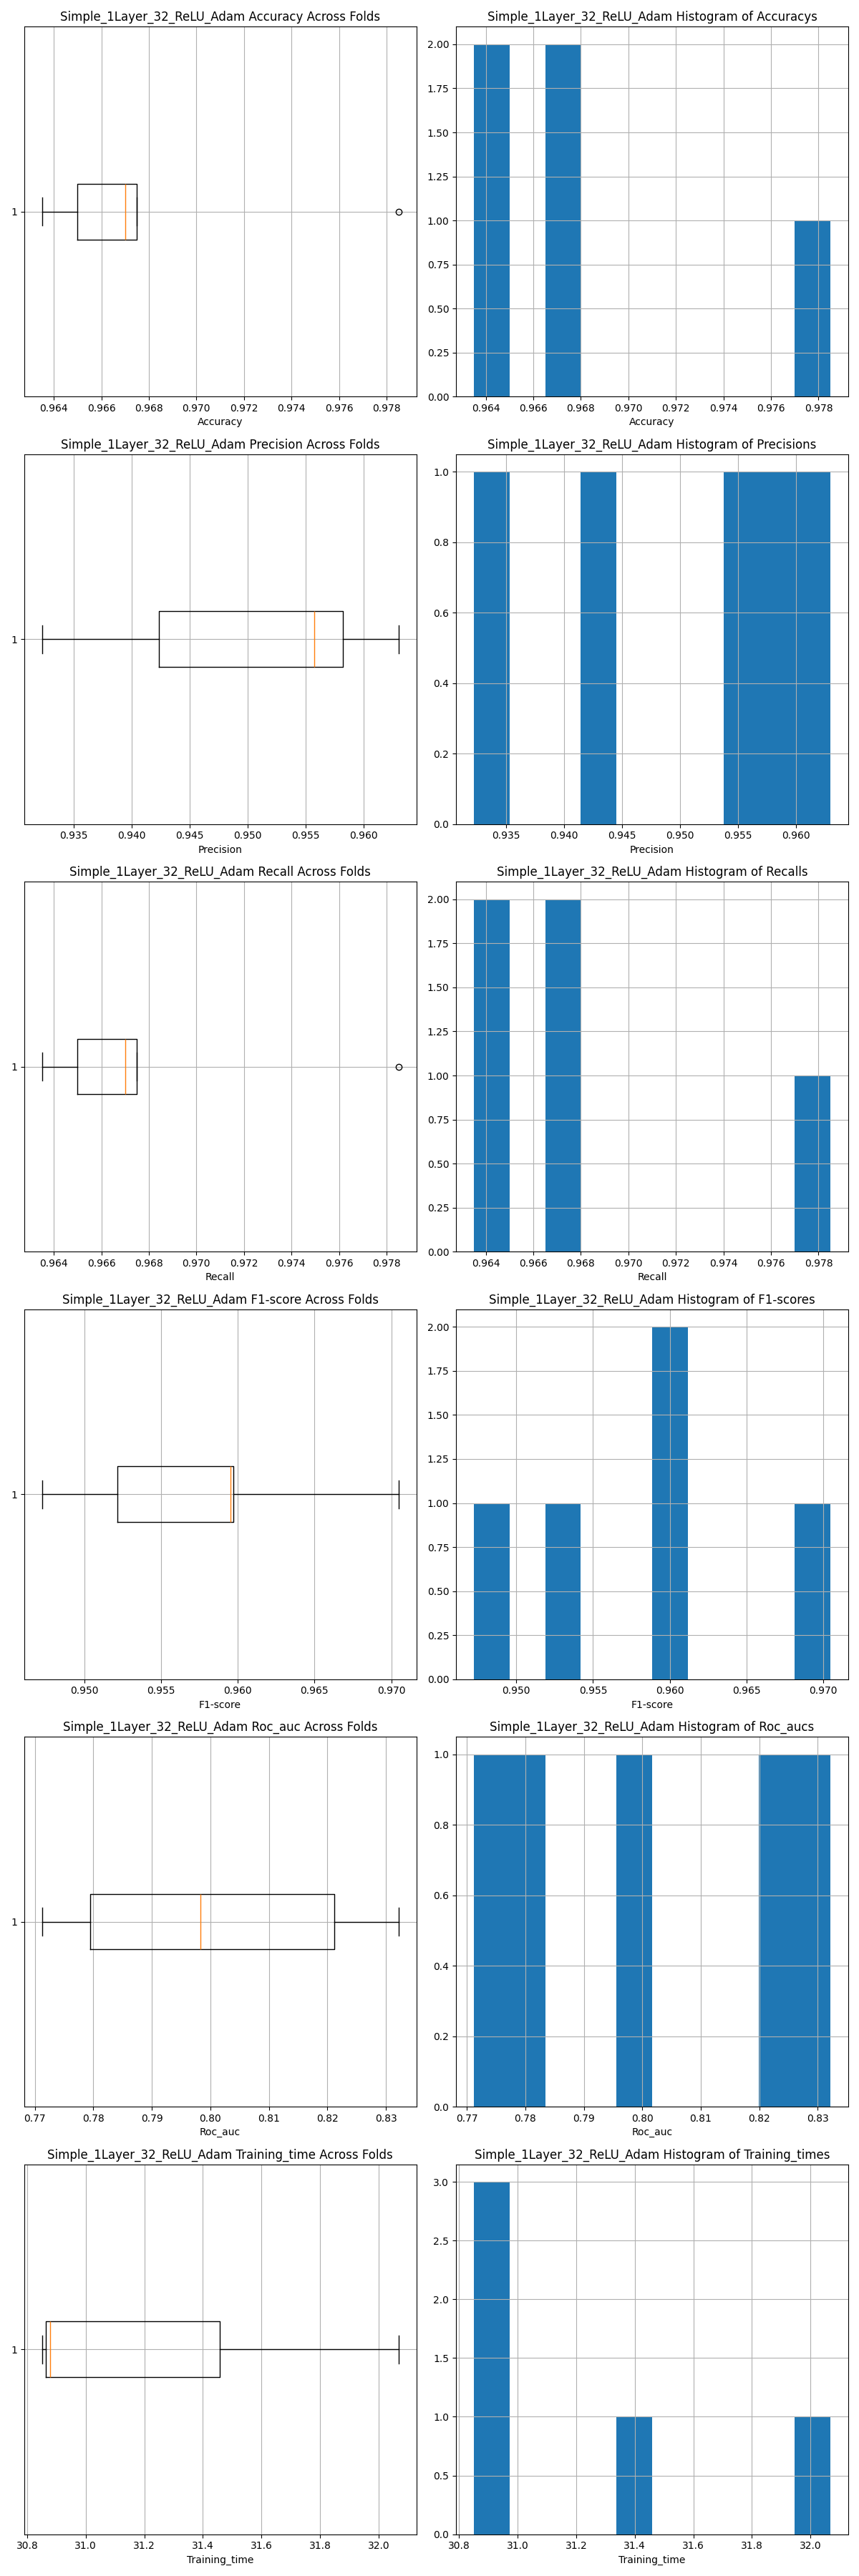 Simple_1Layer_32_ReLU_Adam Accuracy Across Folds
1
0.964 0.966 0.968 0.970 0.972 0.974 0.976 0.978
Accuracy
Simple_1Layer_32_ReLU_Adam Histogram of Accuracys
2.00
1.75
1.50
1.25
1.00
0.75
0.50
0.25
0.00
0.964 0.966 0.968 0.970 0.972 0.974 0.976 0.978
Accuracy
Simple_1Layer_32_ReLU_Adam Precision Across Folds
1
0.935 0.940 0.945 0.950 0.955 0.960
Precision
Simple_1Layer_32_ReLU_Adam Histogram of Precisions
1.0
0.8
0.6
0.4
0.2
0.0
0.935 0.940 0.945 0.950 0.955 0.960
Precision
Simple_1Layer_32_ReLU_Adam Recall Across Folds
1
0.964 0.966 0.968 0.970 0.972 0.974 0.976 0.978
Recall
Simple_1Layer_32_ReLU_Adam Histogram of Recalls
2.00
1.75
1.50
1.25
1.00
0.75
0.50
0.25
0.00
0.964 0.966 0.968 0.970 0.972 0.974 0.976 0.978
Recall
Simple_1Layer_32_ReLU_Adam F1-score Across Folds
1
0.950 0.955 0.960 0.965 0.970
F1-score
Simple_1Layer_32_ReLU_Adam Histogram of F1-scores
2.00
1.75
1.50
1.25
1.00
0.75
0.50
0.25
0.00
0.950 0.955 0.960 0.965 0.970
F1-score
Simple_1Layer_32_ReLU_Adam Roc_auc Across Folds
1
0.77 0.78 0.79 0.80 0.81 0.82 0.83
Roc_auc
Simple_1Layer_32_ReLU_Adam Histogram of Roc_aucs
1.0
0.8
0.6
0.4
0.2
0.0
0.77 0.78 0.79 0.80 0.81 0.82 0.83
Roc_auc
Simple_1Layer_32_ReLU_Adam Training_time Across Folds
1
30.8 31.0 31.2 31.4 31.6 31.8 32.0
Training_time
Simple_1Layer_32_ReLU_Adam Histogram of Training_times
3.0
2.5
2.0
1.5
1.0
0.5
0.0
30.8 31.0 31.2 31.4 31.6 31.8 32.0
Training_time